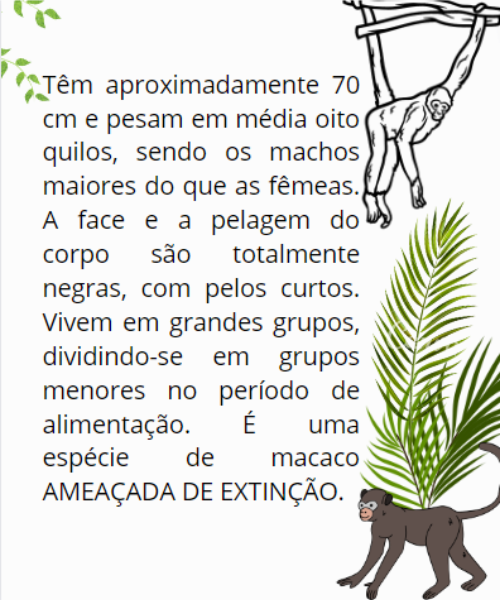 Têm aproximadamente 70
cm e pesam em média oito
quilos, sendo os machos
maiores do que as fêmeas.
A face e a pelagem do
corpo são totalmente
negras, com pelos curtos.
Vivem em grandes grupos,
dividindo-se em grupos
menores no período de
alimentação. É uma
espécie de macaco
AMEAÇADA DE EXTINÇÃO.